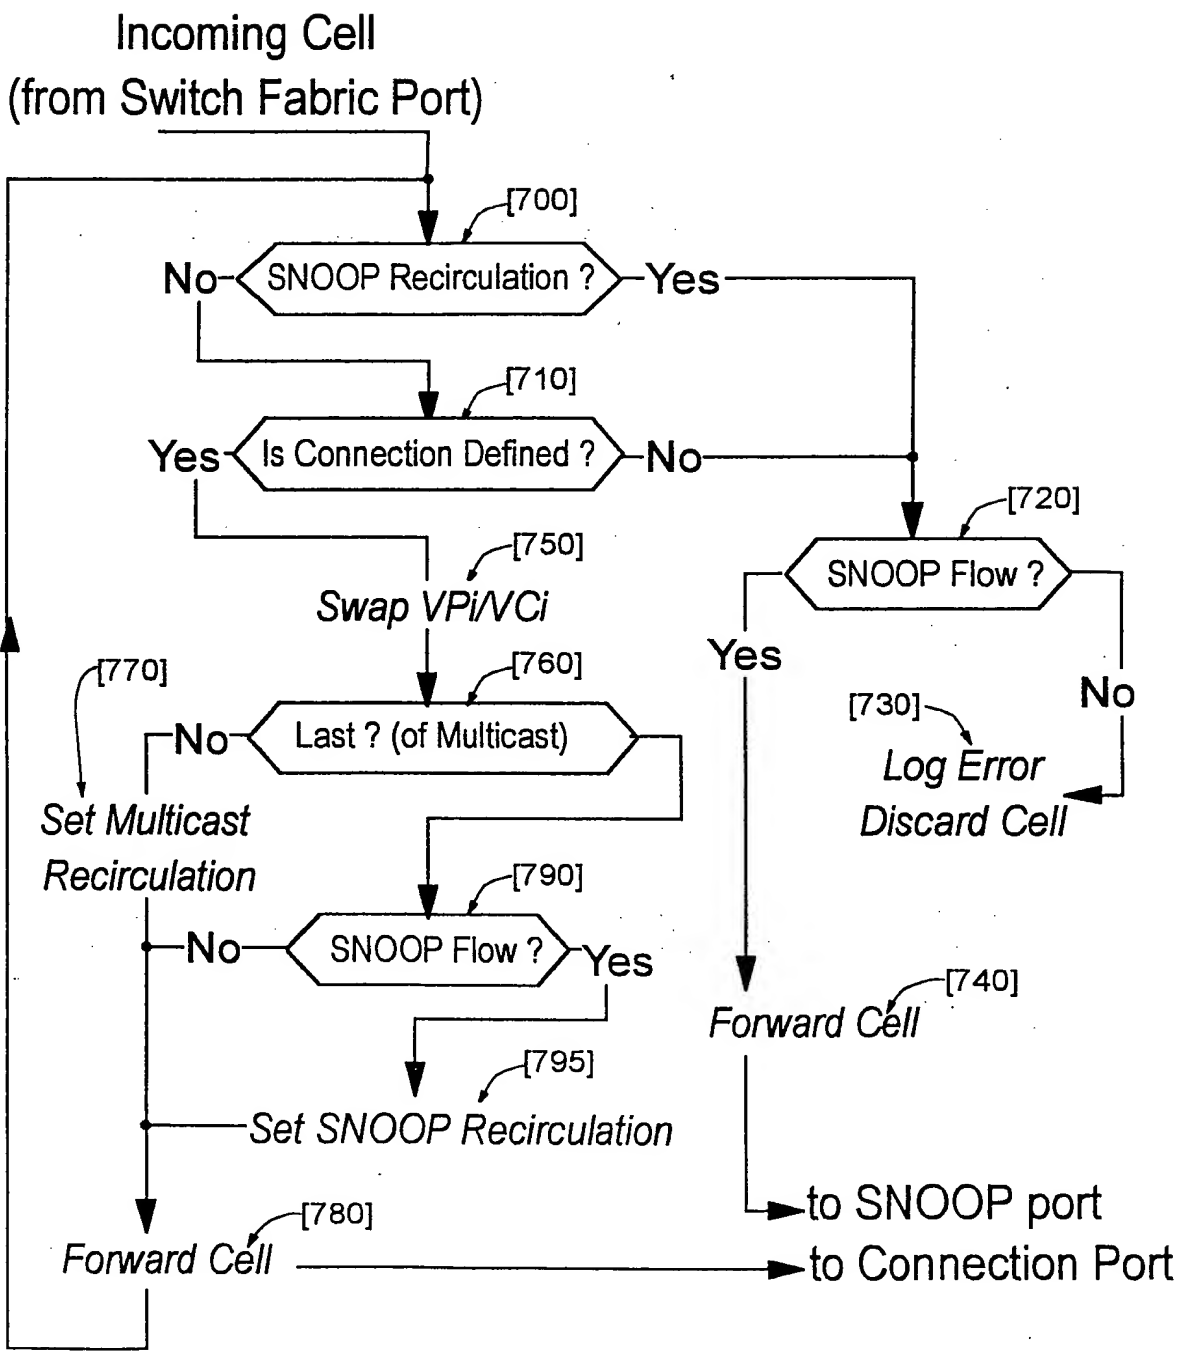 Incoming Cell
(from Switch Fabric Port)
[700]
No
SNOOP Recirculation ?
Yes
[710]
Yes
Is Connection Defined ?
No
[720]
SNOOP Flow ?
[750]
Swap VPi/VCi
Yes
No
[760]
[770]
No
Last ? (of Multicast)
[730]
Log Error
Discard Cell
Set Multicast
Recirculation
[790]
No
SNOOP Flow ?
Yes
[740]
Forward Cell
[795]
Set SNOOP Recirculation
[780]
Forward Cell
to SNOOP port
to Connection Port